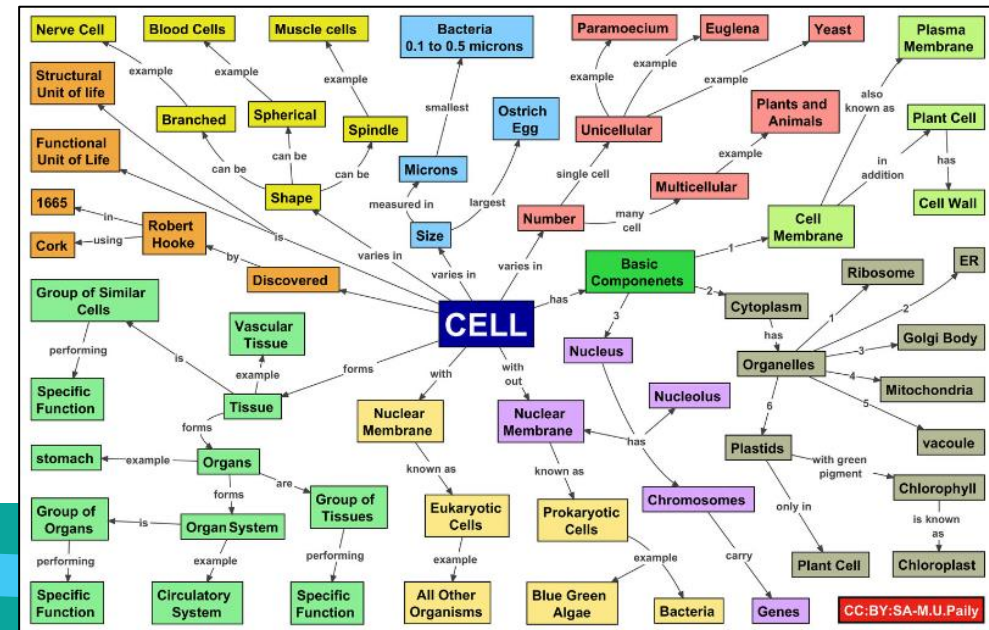 Nerve Cell
Blood Cells
Muscle cells
Bacteria
0.1 to 0.5 microns
Paramoecium
Euglena
Yeast
Plasma
Membrane
example
example
example
smallest
example
example
example
also
known as
Structural
Unit of life
Branched
Spherical
Spindle
Ostrich
Egg
Unicellular
Plants and
Animals
Plant Cell
Functional
Unit of Life
can be
can be
can be
Microns
largest
single cell
example
in
addition
has
Shape
measured in
Multicellular
Cell Wall
1665
in
Robert
Hooke
is
Size
Number
many
cell
Cell
Membrane
Cork
using
by
Discovered
varies in
varies in
varies in
has
Basic
Componenets
1
2
3
Ribosome
ER
Group of Similar
Cells
CELL
Cytoplasm
has
1
2
Vascular
Tissue
Nucleus
Golgi Body
3
performing
is
example
forms
with
with
out
Organelles
4
Mitochondria
Specific
Function
Tissue
Nuclear
Membrane
Nuclear
Membrane
Nucleolus
has
6
5
vacoule
forms
Plastids
with green
pigment
stomach
example
Organs
known as
known as
Chlorophyll
forms
are
Chromosomes
only in
is known
as
Group of
Organs
is
Organ System
Group of
Tissues
Eukaryotic
Cells
Prokaryotic
Cells
performing
example
performing
example
example
carry
Plant Cell
Chloroplast
Specific
Function
Circulatory
System
Specific
Function
All Other
Organisms
Blue Green
Algae
Bacteria
Genes
CC:BY:SA-M.U.Paily